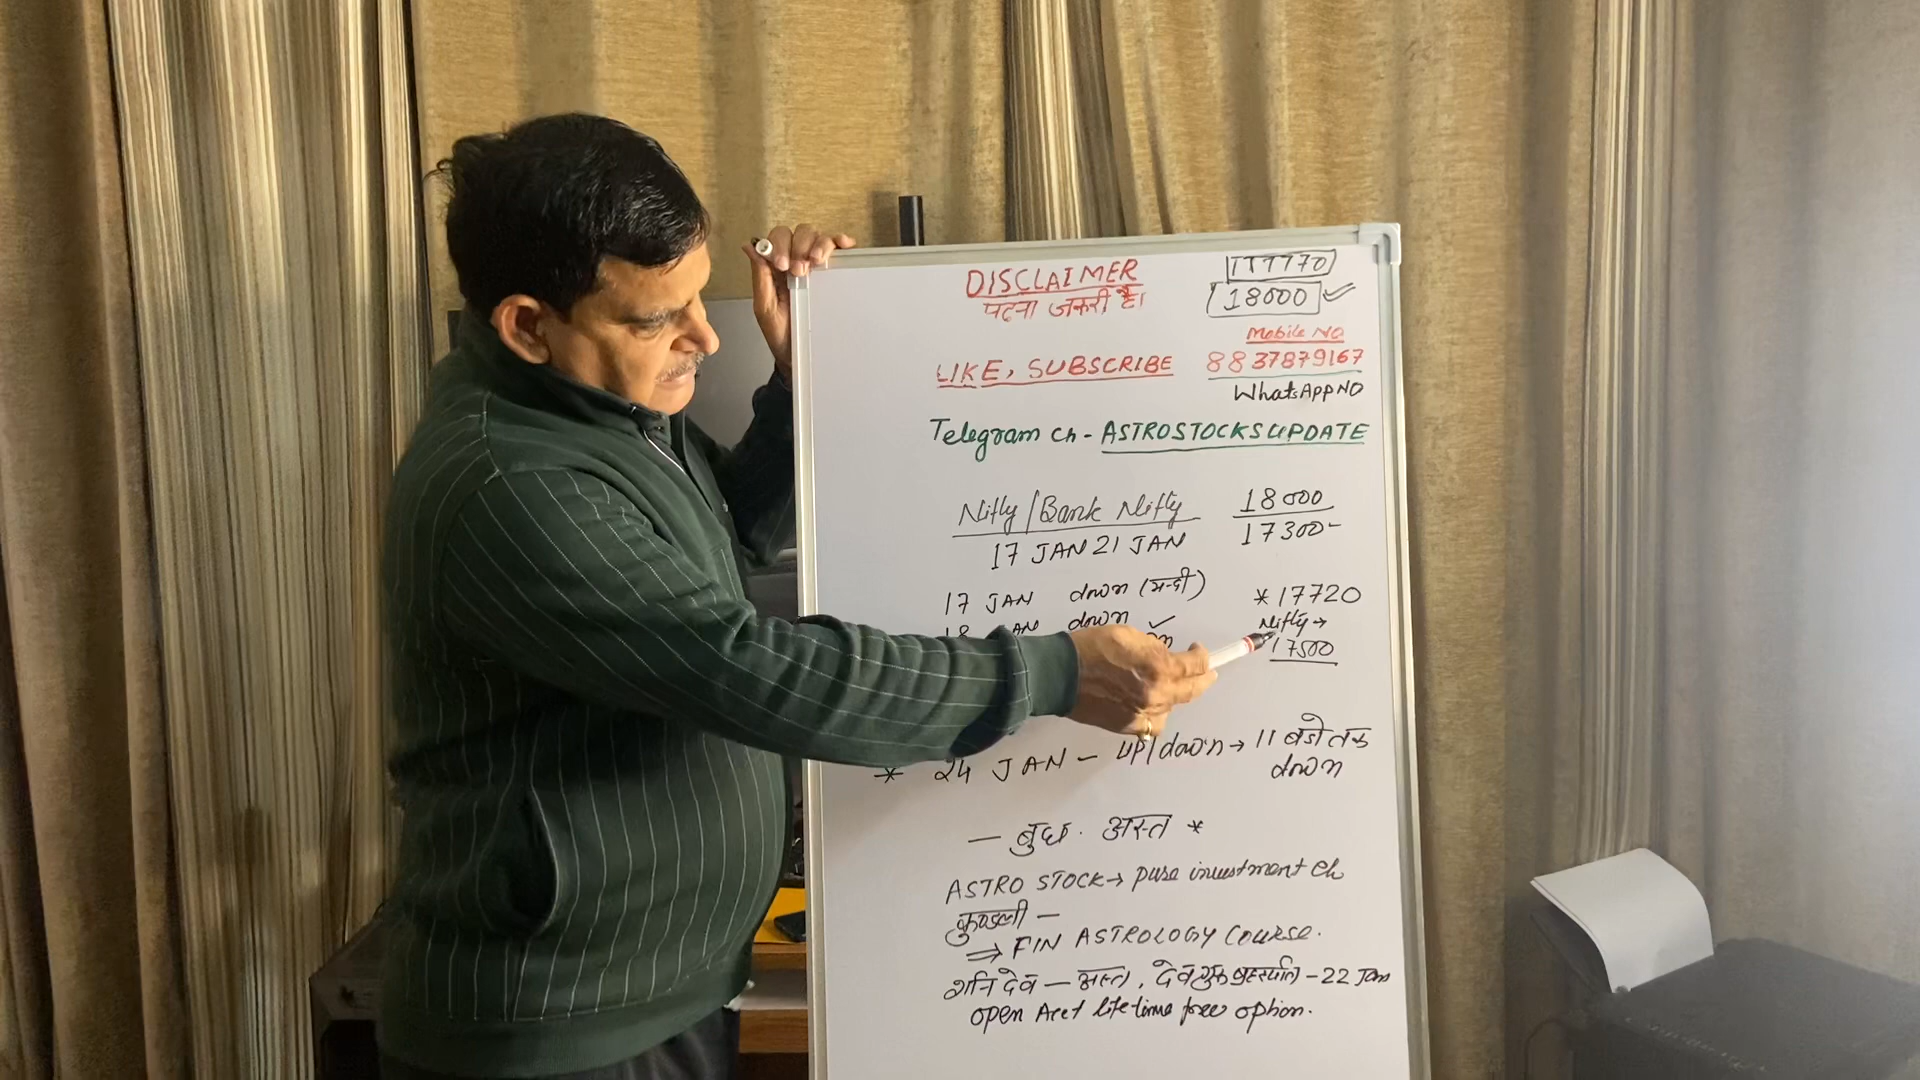 DISCLAIMER
पढना जरूरी है।
18000
LIKE, SUBSCRIBE
Mobile NO
8837879167
WhatsApp NO
Telegram ch - ASTROSTOCKSUPDATE
Nifty/Bank Nifty
17 JAN 21 JAN
18000
17300-
17 JAN down (मन्दी)
down
* 17720
Nifty →
17500
* 24 JAN - UP/down → 11 बजे तक
down
- बुध अस्त *
ASTRO STOCK → pure investment ch
कुण्डली -
⇒ FIN ASTROLOGY COURSE.
शनि देव - अस्त, देव गुरू बृहस्पति - 22 Jan
open Acct life time free option.